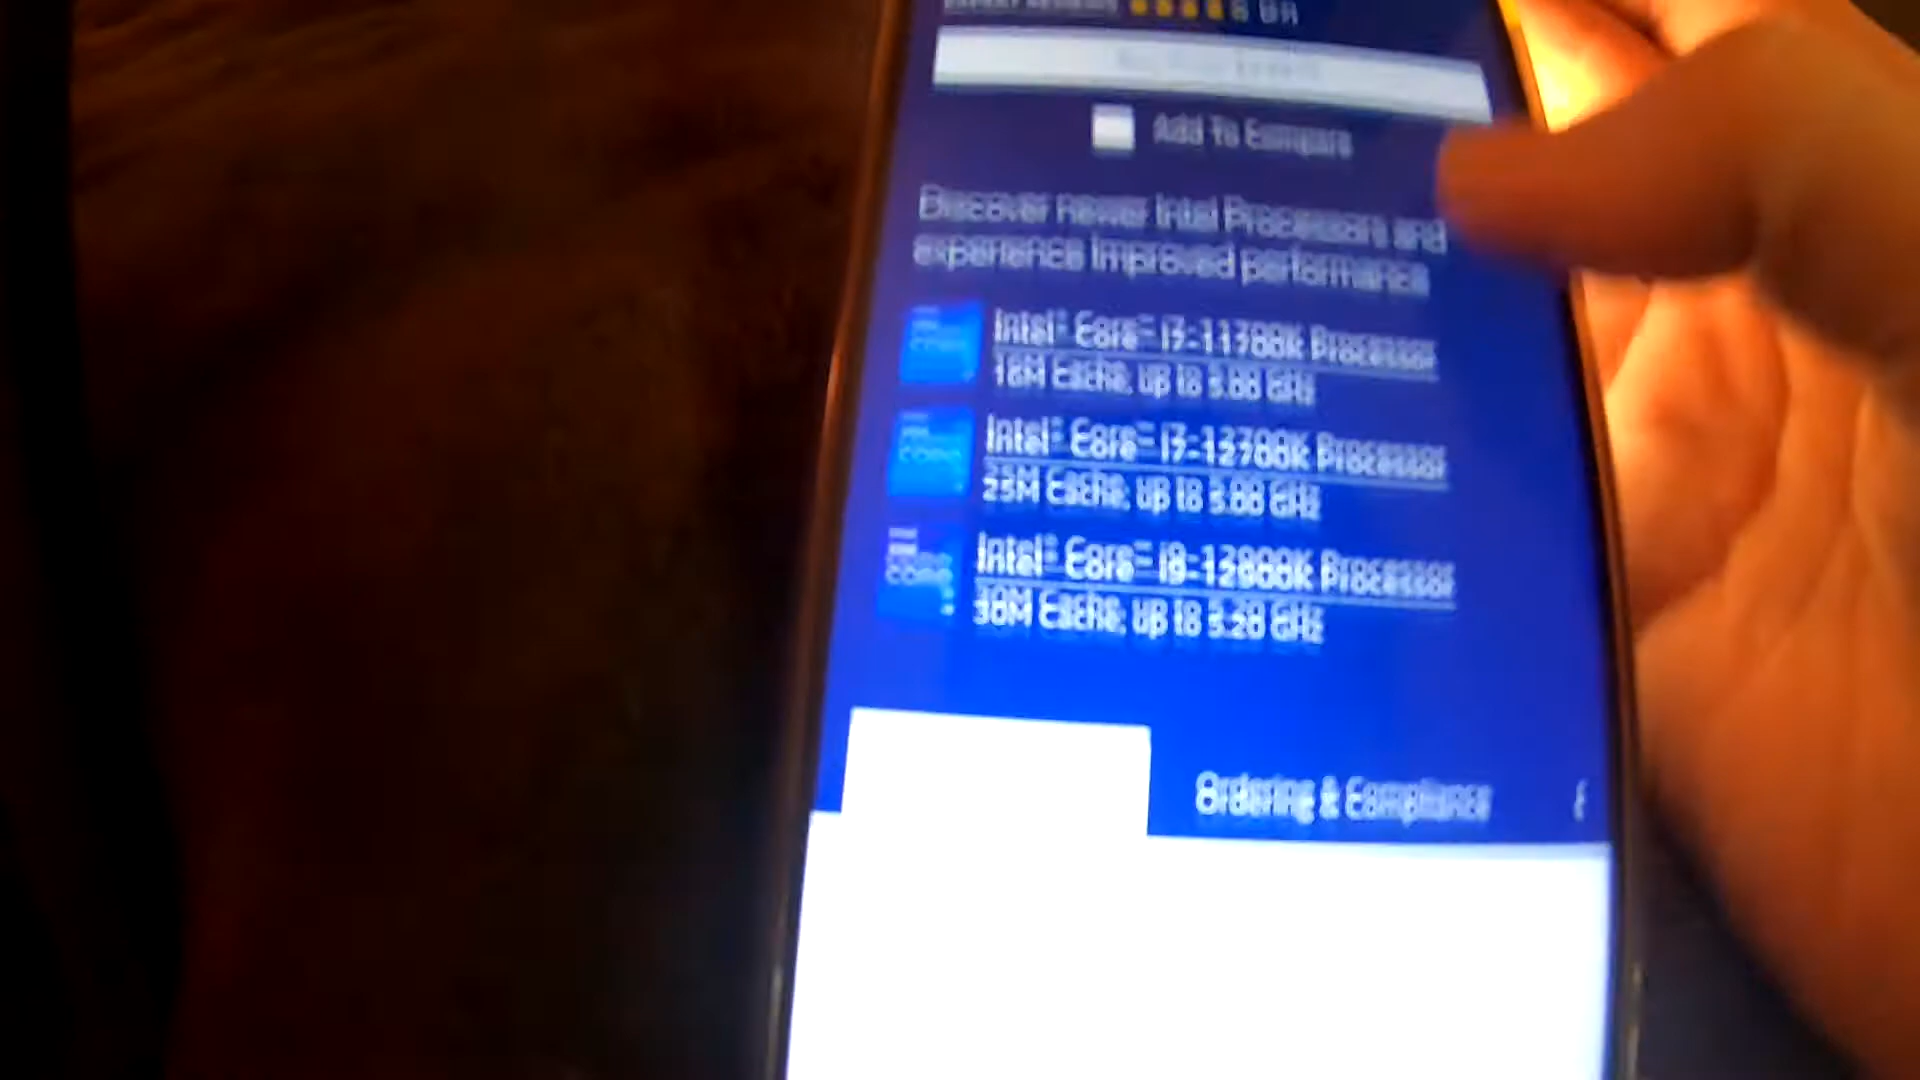 Add To Compare
Discover newer Intel Processors and
experience improved performance
Intel® Core™ i7-11700K Processor
16M Cache, up to 5.00 GHz
Intel® Core™ i7-12700K Processor
25M Cache, up to 5.00 GHz
Intel® Core™ i9-12900K Processor
30M Cache, up to 5.20 GHz
Ordering & Compliance